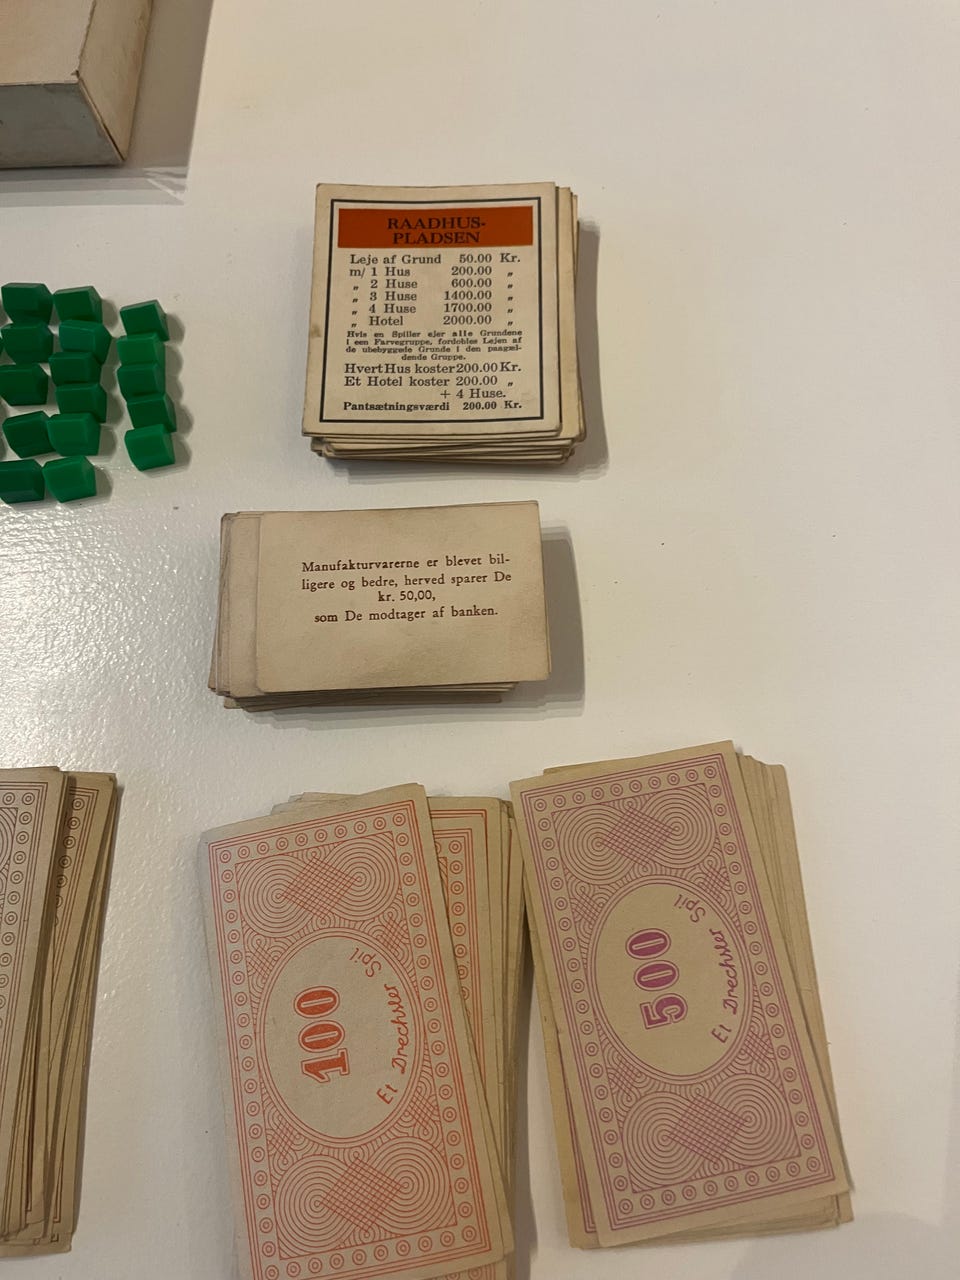 RAADHUS-
PLADSEN
Leje af Grund 50.00 Kr.
m/ 1 Hus 200.00 „
„ 2 Huse 600.00 „
„ 3 Huse 1400.00 „
„ 4 Huse 1700.00 „
„ Hotel 2000.00 „
Hvis en Spiller ejer alle Grundene
i een Farvegruppe, fordobles Lejen af
de ubebyggede Grunde i den paagæl-
dende Gruppe.
Hvert Hus koster 200.00 Kr.
Et Hotel koster 200.00 „
+ 4 Huse.
Pantsætningsværdi 200.00 Kr.
Manufakturvarerne er blevet bil-
ligere og bedre, herved sparer De
kr. 50,00,
som De modtager af banken.
100
Et Drechsler Spil
500
Et Drechsler Spil